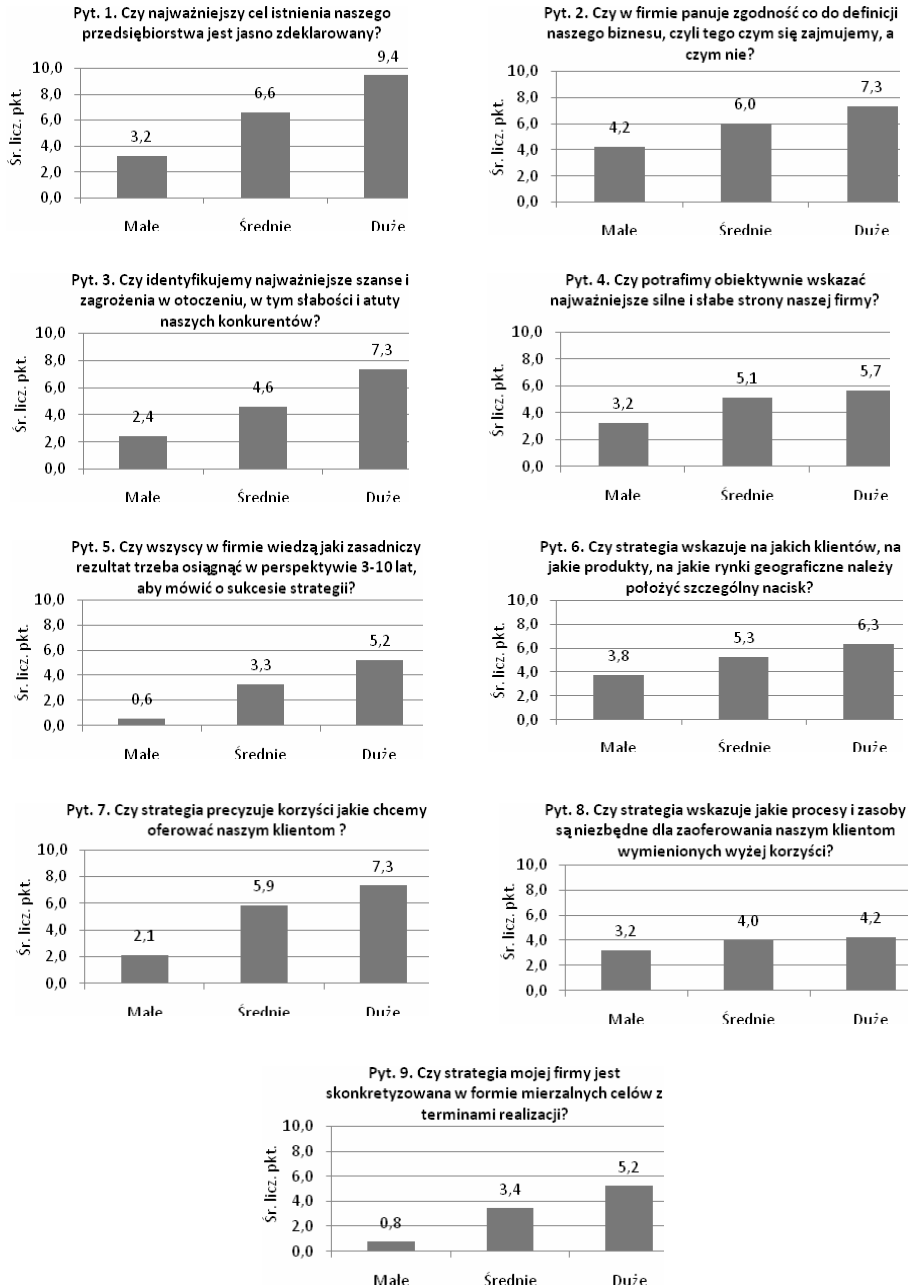 Pyt. 1. Czy najważniejszy cel istnienia naszego
przedsiębiorstwa jest jasno zdeklarowany?
Śr. licz. pkt.
10,0
8,0
6,0
4,0
2,0
0,0
3,2
6,6
9,4
Małe
Średnie
Duże
Pyt. 2. Czy w firmie panuje zgodność co do definicji
naszego biznesu, czyli tego czym się zajmujemy, a
czym nie?
Śr. licz. pkt.
10,0
8,0
6,0
4,0
2,0
0,0
4,2
6,0
7,3
Małe
Średnie
Duże
Pyt. 3. Czy identyfikujemy najważniejsze szanse i
zagrożenia w otoczeniu, w tym słabości i atuty
naszych konkurentów?
Śr. licz. pkt.
10,0
8,0
6,0
4,0
2,0
0,0
2,4
4,6
7,3
Małe
Średnie
Duże
Pyt. 4. Czy potrafimy obiektywnie wskazać
najważniejsze silne i słabe strony naszej firmy?
Śr. licz. pkt.
10,0
8,0
6,0
4,0
2,0
0,0
3,2
5,1
5,7
Małe
Średnie
Duże
Pyt. 5. Czy wszyscy w firmie wiedzą jaki zasadniczy
rezultat trzeba osiągnąć w perspektywie 3-10 lat,
aby mówić o sukcesie strategii?
Śr. licz. pkt.
10,0
8,0
6,0
4,0
2,0
0,0
0,6
3,3
5,2
Małe
Średnie
Duże
Pyt. 6. Czy strategia wskazuje na jakich klientów, na
jakie produkty, na jakie rynki geograficzne należy
położyć szczególny nacisk?
Śr. licz. pkt.
10,0
8,0
6,0
4,0
2,0
0,0
3,8
5,3
6,3
Małe
Średnie
Duże
Pyt. 7. Czy strategia precyzuje korzyści jakie chcemy
oferować naszym klientom ?
Śr. licz. pkt.
10,0
8,0
6,0
4,0
2,0
0,0
2,1
5,9
7,3
Małe
Średnie
Duże
Pyt. 8. Czy strategia wskazuje jakie procesy i zasoby
są niezbędne dla zaoferowania naszym klientom
wymienionych wyżej korzyści?
Śr. licz. pkt.
10,0
8,0
6,0
4,0
2,0
0,0
3,2
4,0
4,2
Małe
Średnie
Duże
Pyt. 9. Czy strategia mojej firmy jest
skonkretyzowana w formie mierzalnych celów z
terminami realizacji?
Śr. licz. pkt.
10,0
8,0
6,0
4,0
2,0
0,0
0,8
3,4
5,2
Małe
Średnie
Duże